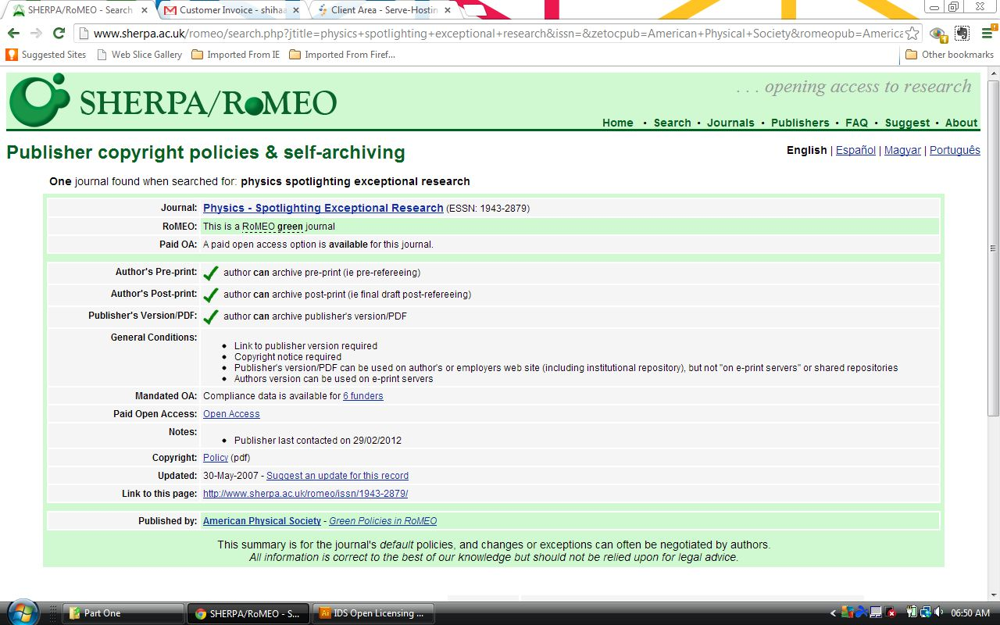 SHERPA/RoMEO - Search
Customer Invoice - shiha
Client Area - Serve-Hostin
www.sherpa.ac.uk/romeo/search.php?jtitle=physics+spotlighting+exceptional+research&issn=&zetocpub=American+Physical+Society&romeopub=America
Suggested Sites Web Slice Gallery Imported From IE Imported From Firef... Other bookmarks
SHERPA/RoMEO
. . . opening access to research
Home • Search • Journals • Publishers • FAQ • Suggest • About
Publisher copyright policies & self-archiving
English | Español | Magyar | Português
One journal found when searched for: physics spotlighting exceptional research
Journal: Physics - Spotlighting Exceptional Research (ESSN: 1943-2879)
RoMEO: This is a RoMEO green journal
Paid OA: A paid open access option is available for this journal.
Author's Pre-print: author can archive pre-print (ie pre-refereeing)
Author's Post-print: author can archive post-print (ie final draft post-refereeing)
Publisher's Version/PDF: author can archive publisher's version/PDF
General Conditions:
• Link to publisher version required
• Copyright notice required
• Publisher's version/PDF can be used on author's or employers web site (including institutional repository), but not "on e-print servers" or shared repositories
• Authors version can be used on e-print servers
Mandated OA: Compliance data is available for 6 funders
Paid Open Access: Open Access
Notes:
• Publisher last contacted on 29/02/2012
Copyright: Policy (pdf)
Updated: 30-May-2007 - Suggest an update for this record
Link to this page: http://www.sherpa.ac.uk/romeo/issn/1943-2879/
Published by: American Physical Society - Green Policies in RoMEO
This summary is for the journal's default policies, and changes or exceptions can often be negotiated by authors.
All information is correct to the best of our knowledge but should not be relied upon for legal advice.
Part One
SHERPA/RoMEO - S...
IDS Open Licensing ...
06:50 AM